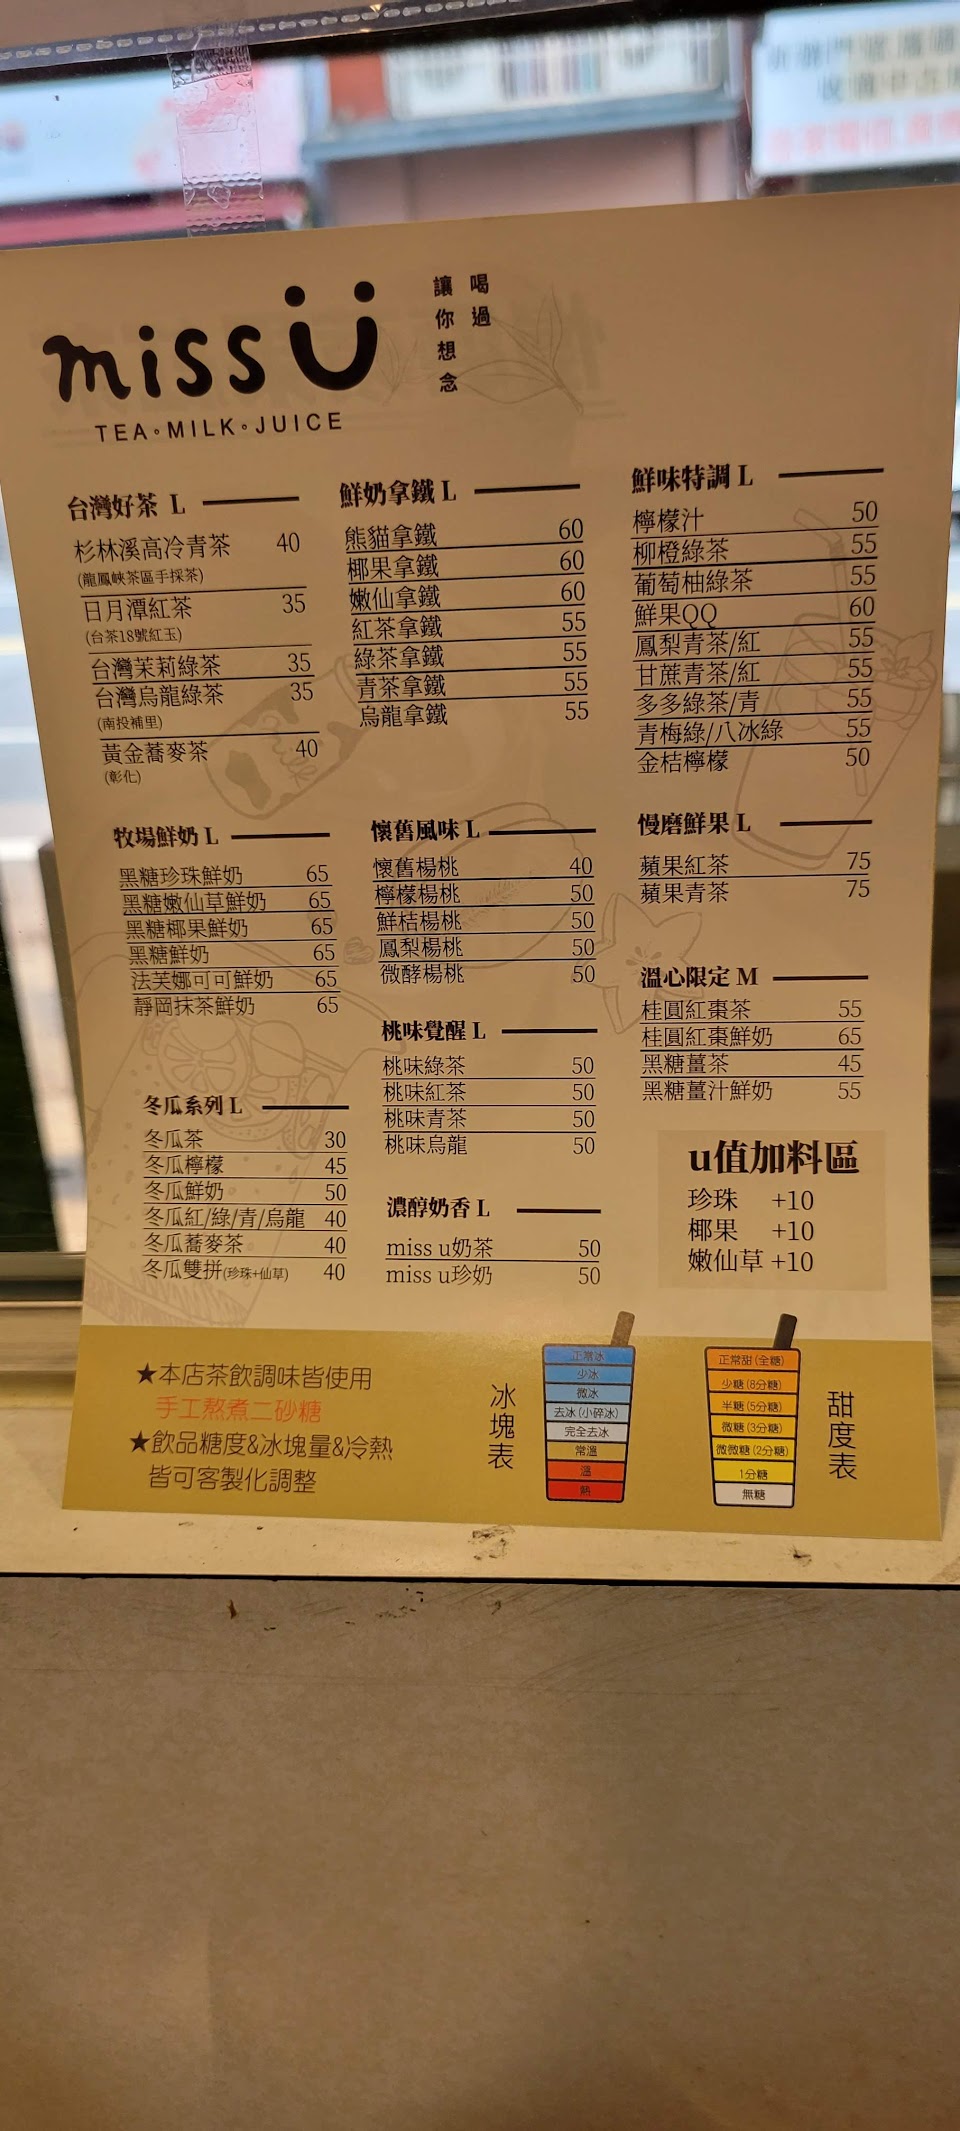 miss Ü
TEA。MILK。JUICE
喝過
讓你想念
台灣好茶 L
杉林溪高冷青茶 40
(龍鳳峽茶區手採茶)
日月潭紅茶 35
(台茶18號紅玉)
台灣茉莉綠茶 35
台灣烏龍綠茶 35
(南投補里)
黃金蕎麥茶 40
(彰化)
鮮奶拿鐵 L
熊貓拿鐵 60
椰果拿鐵 60
嫩仙拿鐵 60
紅茶拿鐵 55
綠茶拿鐵 55
青茶拿鐵 55
烏龍拿鐵 55
鮮味特調 L
檸檬汁 50
柳橙綠茶 55
葡萄柚綠茶 55
鮮果QQ 60
鳳梨青茶/紅 55
甘蔗青茶/紅 55
多多綠茶/青 55
青梅綠/八冰綠 55
金桔檸檬 50
牧場鮮奶 L
黑糖珍珠鮮奶 65
黑糖嫩仙草鮮奶 65
黑糖椰果鮮奶 65
黑糖鮮奶 65
法芙娜可可鮮奶 65
靜岡抹茶鮮奶 65
懷舊風味 L
懷舊楊桃 40
檸檬楊桃 50
鮮桔楊桃 50
鳳梨楊桃 50
微酵楊桃 50
慢磨鮮果 L
蘋果紅茶 75
蘋果青茶 75
溫心限定 M
桂圓紅棗茶 55
桂圓紅棗鮮奶 65
黑糖薑茶 45
黑糖薑汁鮮奶 55
桃味覺醒 L
桃味綠茶 50
桃味紅茶 50
桃味青茶 50
桃味烏龍 50
冬瓜系列 L
冬瓜茶 30
冬瓜檸檬 45
冬瓜鮮奶 50
冬瓜紅/綠/青/烏龍 40
冬瓜蕎麥茶 40
冬瓜雙拼(珍珠+仙草) 40
濃醇奶香 L
miss u奶茶 50
miss u珍奶 50
u值加料區
珍珠 +10
椰果 +10
嫩仙草 +10
★本店茶飲調味皆使用
手工熬煮二砂糖
★飲品糖度&冰塊量&冷熱
皆可客製化調整
冰塊表
正常冰
少冰
微冰
去冰(小碎冰)
完全去冰
常溫
溫
熱
正常甜(全糖)
少糖(8分糖)
半糖(5分糖)
微糖(3分糖)
微微糖(2分糖)
1分糖
無糖
甜度表